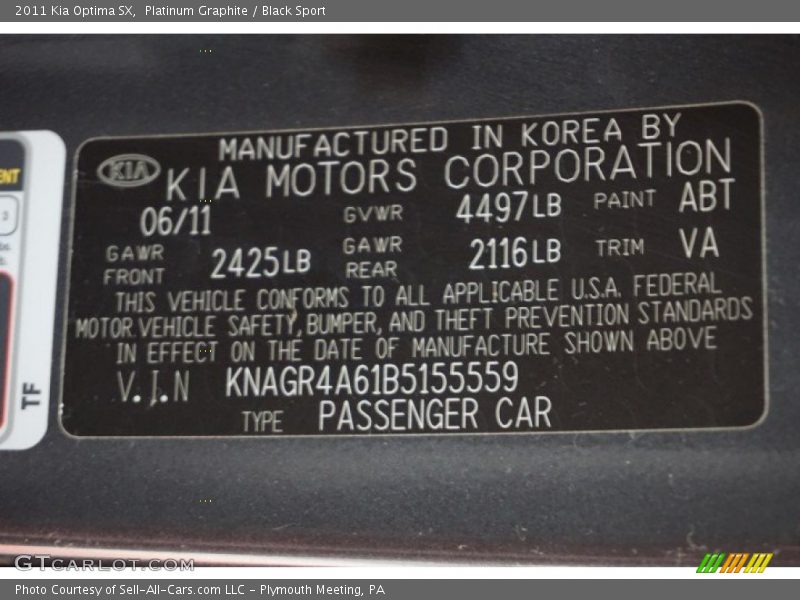 2011 Kia Optima SX, Platinum Graphite / Black Sport
MANUFACTURED IN KOREA BY
KIA KIA MOTORS CORPORATION
06/11 GVWR 4497LB PAINT ABT
GAWR FRONT 2425LB GAWR REAR 2116LB TRIM VA
THIS VEHICLE CONFORMS TO ALL APPLICABLE U.S.A. FEDERAL
MOTOR VEHICLE SAFETY, BUMPER, AND THEFT PREVENTION STANDARDS
IN EFFECT ON THE DATE OF MANUFACTURE SHOWN ABOVE
V.I.N KNAGR4A61B5155559
TYPE PASSENGER CAR
TF
GTCARLOT.COM
Photo Courtesy of Sell-All-Cars.com LLC - Plymouth Meeting, PA